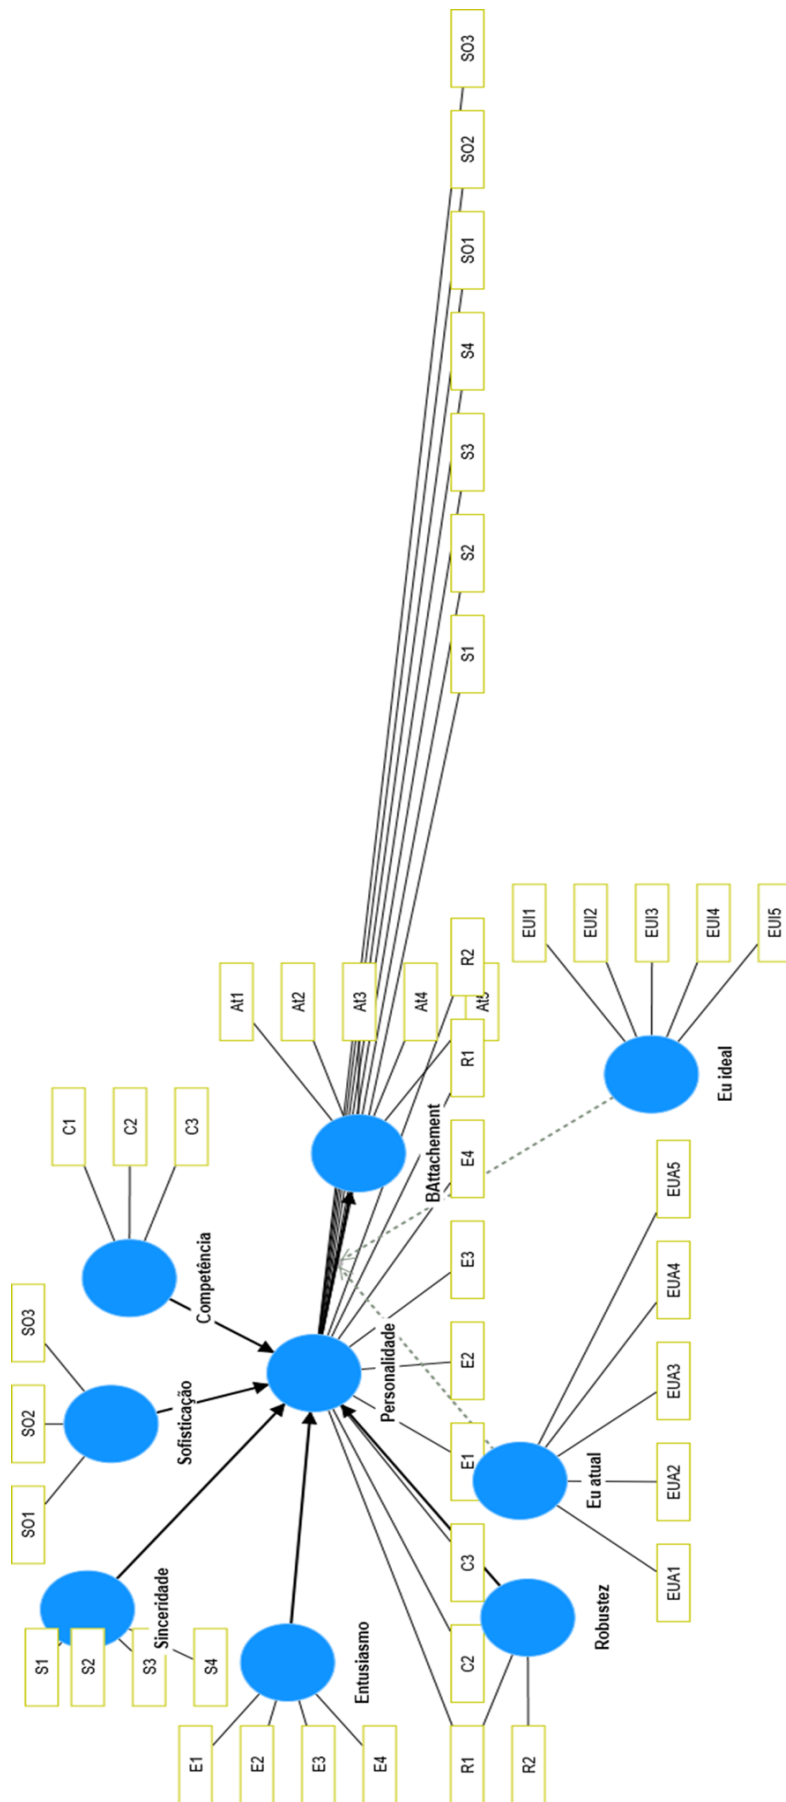 SO1
SO2
SO3
C1
C2
C3
S1
S2
S3
S4
Sinceridade
Sofisticação
Competência
E1
E2
E3
E4
Entusiasmo
Personalidade
At1
At2
At3
At4
At5
BAttachement
R1
C2
C3
E1
E2
E3
E4
R1
R2
S1
S2
S3
S4
SO1
SO2
SO3
R2
Robustez
Eu atual
EUA1
EUA2
EUA3
EUA4
EUA5
EUI1
EUI2
EUI3
EUI4
EUI5
Eu ideal